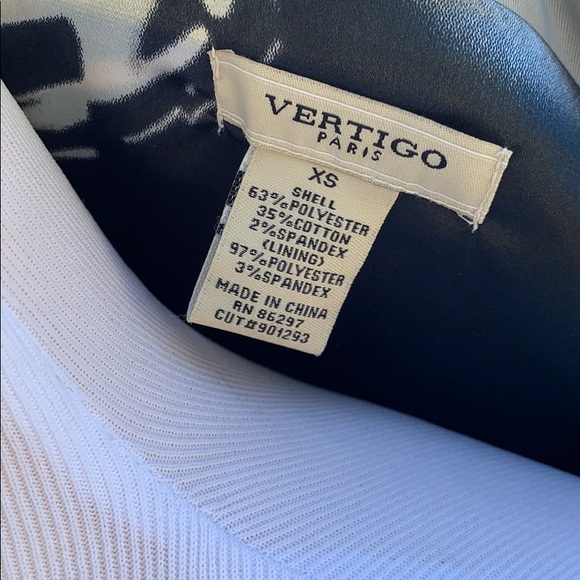 VERTIGO
PARIS
XS
SHELL
63%POLYESTER
35%COTTON
2%SPANDEX
(LINING)
97%POLYESTER
3%SPANDEX
MADE IN CHINA
RN 86297
CUT#901293